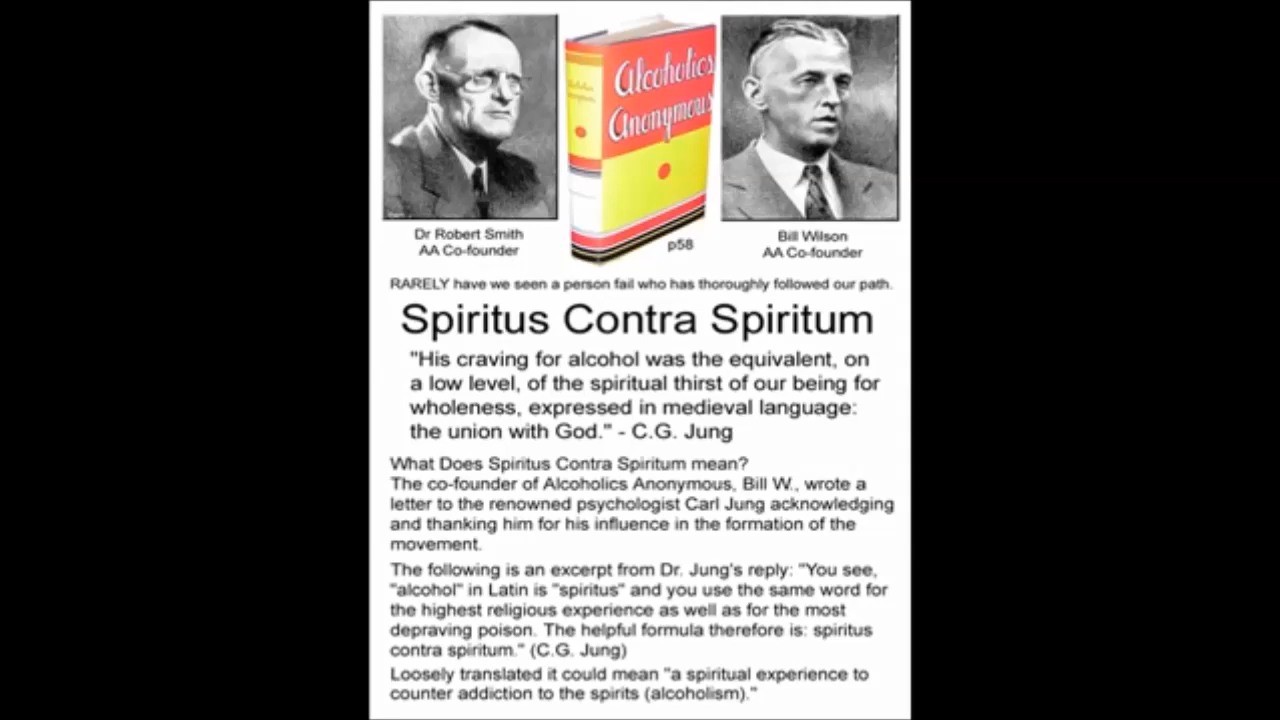 Alcoholics
Anonymous
Dr Robert Smith
AA Co-founder
p58
Bill Wilson
AA Co-founder
RARELY have we seen a person fail who has thoroughly followed our path.
Spiritus Contra Spiritum
"His craving for alcohol was the equivalent, on
a low level, of the spiritual thirst of our being for
wholeness, expressed in medieval language:
the union with God." - C.G. Jung
What Does Spiritus Contra Spiritum mean?
The co-founder of Alcoholics Anonymous, Bill W., wrote a
letter to the renowned psychologist Carl Jung acknowledging
and thanking him for his influence in the formation of the
movement.
The following is an excerpt from Dr. Jung's reply: "You see,
"alcohol" in Latin is "spiritus" and you use the same word for
the highest religious experience as well as for the most
depraving poison. The helpful formula therefore is: spiritus
contra spiritum." (C.G. Jung)
Loosely translated it could mean "a spiritual experience to
counter addiction to the spirits (alcoholism)."